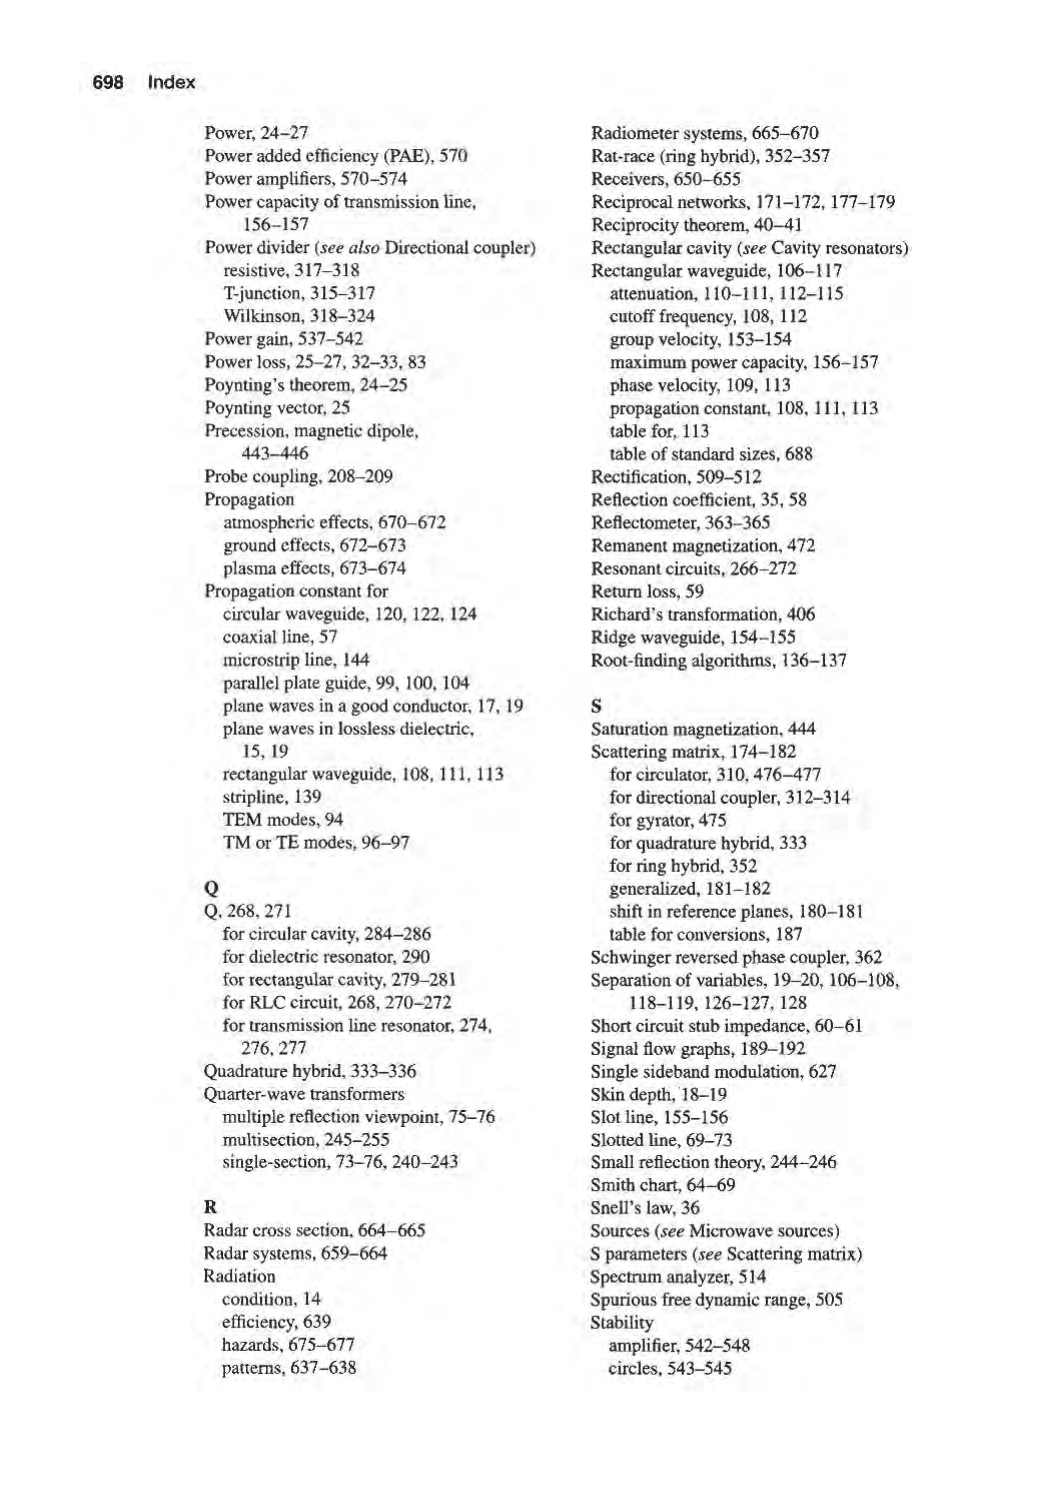 698 Index
Power, 24–27
Power added efficiency (PAE), 570
Power amplifiers, 570–574
Power capacity of transmission line,
156–157
Power divider (see also Directional coupler)
resistive, 317–318
T-junction, 315–317
Wilkinson, 318–324
Power gain, 537–542
Power loss, 25–27, 32–33, 83
Poynting's theorem, 24–25
Poynting vector, 25
Precession, magnetic dipole,
443–446
Probe coupling, 208–209
Propagation
atmospheric effects, 670–672
ground effects, 672–673
plasma effects, 673–674
Propagation constant for
circular waveguide, 120, 122, 124
coaxial line, 57
microstrip line, 144
parallel plate guide, 99, 100, 104
plane waves in a good conductor, 17, 19
plane waves in lossless dielectric,
15, 19
rectangular waveguide, 108, 111, 113
stripline, 139
TEM modes, 94
TM or TE modes, 96–97
Q
Q, 268, 271
for circular cavity, 284–286
for dielectric resonator, 290
for rectangular cavity, 279–281
for RLC circuit, 268, 270–272
for transmission line resonator, 274,
276, 277
Quadrature hybrid, 333–336
Quarter-wave transformers
multiple reflection viewpoint, 75–76
multisection, 245–255
single-section, 73–76, 240–243
R
Radar cross section, 664–665
Radar systems, 659–664
Radiation
condition, 14
efficiency, 639
hazards, 675–677
patterns, 637–638
Radiometer systems, 665–670
Rat-race (ring hybrid), 352–357
Receivers, 650–655
Reciprocal networks, 171–172, 177–179
Reciprocity theorem, 40–41
Rectangular cavity (see Cavity resonators)
Rectangular waveguide, 106–117
attenuation, 110–111, 112–115
cutoff frequency, 108, 112
group velocity, 153–154
maximum power capacity, 156–157
phase velocity, 109, 113
propagation constant, 108, 111, 113
table for, 113
table of standard sizes, 688
Rectification, 509–512
Reflection coefficient, 35, 58
Reflectometer, 363–365
Remanent magnetization, 472
Resonant circuits, 266–272
Return loss, 59
Richard's transformation, 406
Ridge waveguide, 154–155
Root-finding algorithms, 136–137
S
Saturation magnetization, 444
Scattering matrix, 174–182
for circulator, 310, 476–477
for directional coupler, 312–314
for gyrator, 475
for quadrature hybrid, 333
for ring hybrid, 352
generalized, 181–182
shift in reference planes, 180–181
table for conversions, 187
Schwinger reversed phase coupler, 362
Separation of variables, 19–20, 106–108,
118–119, 126–127, 128
Short circuit stub impedance, 60–61
Signal flow graphs, 189–192
Single sideband modulation, 627
Skin depth, 18–19
Slot line, 155–156
Slotted line, 69–73
Small reflection theory, 244–246
Smith chart, 64–69
Snell's law, 36
Sources (see Microwave sources)
S parameters (see Scattering matrix)
Spectrum analyzer, 514
Spurious free dynamic range, 505
Stability
amplifier, 542–548
circles, 543–545